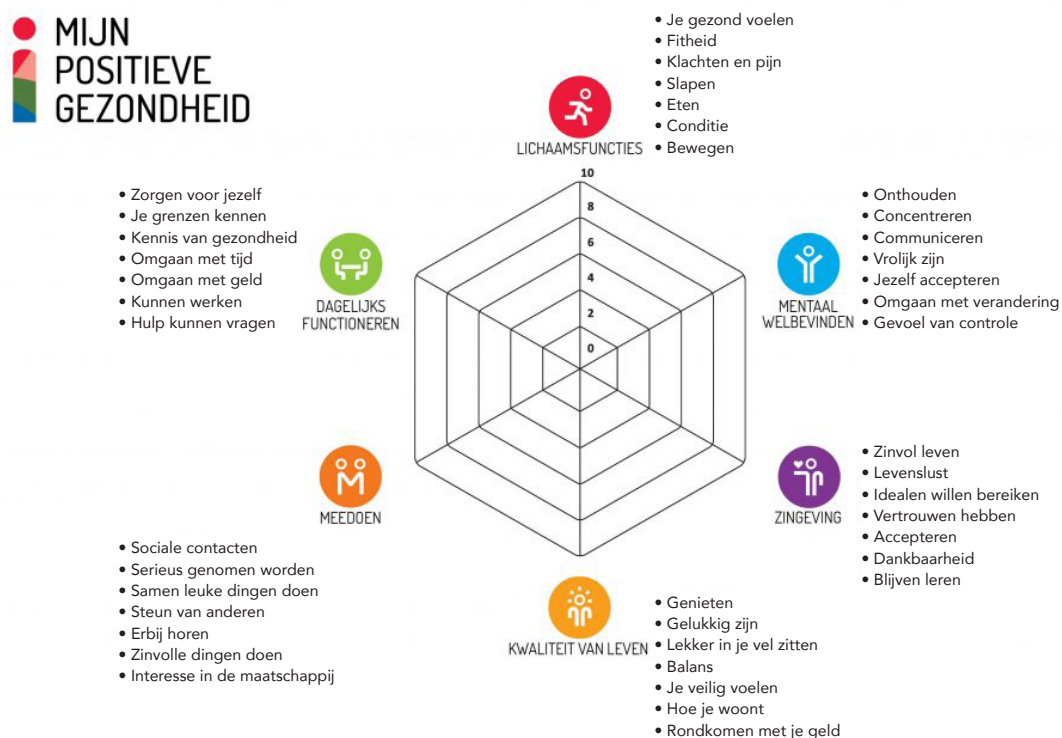 MIJN
POSITIEVE
GEZONDHEID
• Je gezond voelen
• Fitheid
• Klachten en pijn
• Slapen
• Eten
• Conditie
• Bewegen
LICHAAMSFUNCTIES
10
8
6
4
2
0
• Zorgen voor jezelf
• Je grenzen kennen
• Kennis van gezondheid
• Omgaan met tijd
• Omgaan met geld
• Kunnen werken
• Hulp kunnen vragen
DAGELIJKS
FUNCTIONEREN
• Onthouden
• Concentreren
• Communiceren
• Vrolijk zijn
• Jezelf accepteren
• Omgaan met verandering
• Gevoel van controle
MENTAAL
WELBEVINDEN
MEEDOEN
• Sociale contacten
• Serieus genomen worden
• Samen leuke dingen doen
• Steun van anderen
• Erbij horen
• Zinvolle dingen doen
• Interesse in de maatschappij
• Zinvol leven
• Levenslust
• Idealen willen bereiken
• Vertrouwen hebben
• Accepteren
• Dankbaarheid
• Blijven leren
ZINGEVING
KWALITEIT VAN LEVEN
• Genieten
• Gelukkig zijn
• Lekker in je vel zitten
• Balans
• Je veilig voelen
• Hoe je woont
• Rondkomen met je geld